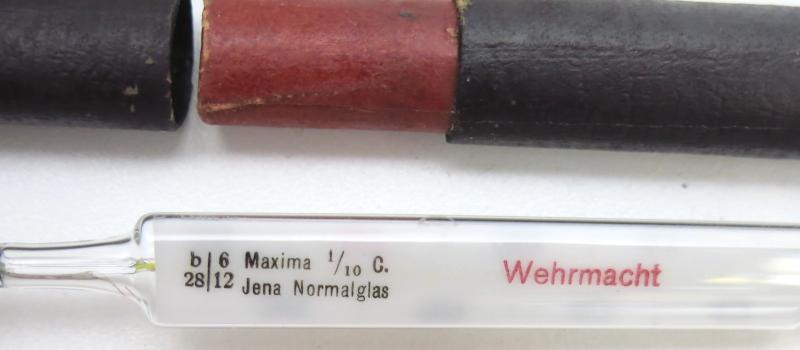 b|6 Maxima 1/10 C.
28|12 Jena Normalglas
Wehrmacht